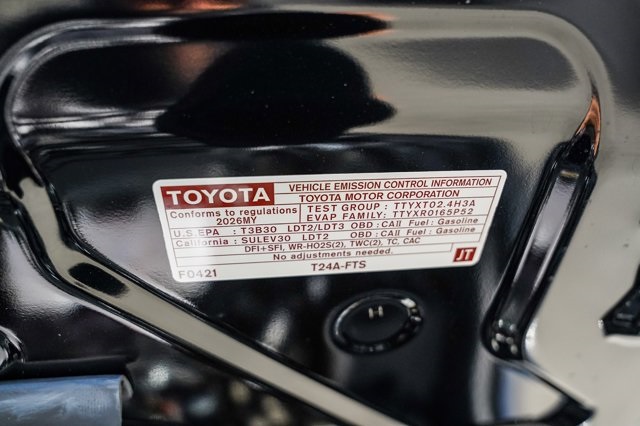 TOYOTA
VEHICLE EMISSION CONTROL INFORMATION
TOYOTA MOTOR CORPORATION
Conforms to regulations
2026MY
TEST GROUP : TTYXT02.4H3A
EVAP FAMILY: TTYXR0165P52
U.S.EPA : T3B30 LDT2/LDT3 OBD :CAⅡ Fuel :Gasoline
California : SULEV30 LDT2 OBD :CAⅡ Fuel :Gasoline
DFI+SFI, WR-HO2S(2), TWC(2), TC, CAC
No adjustments needed.
F0421
T24A-FTS
JT
H